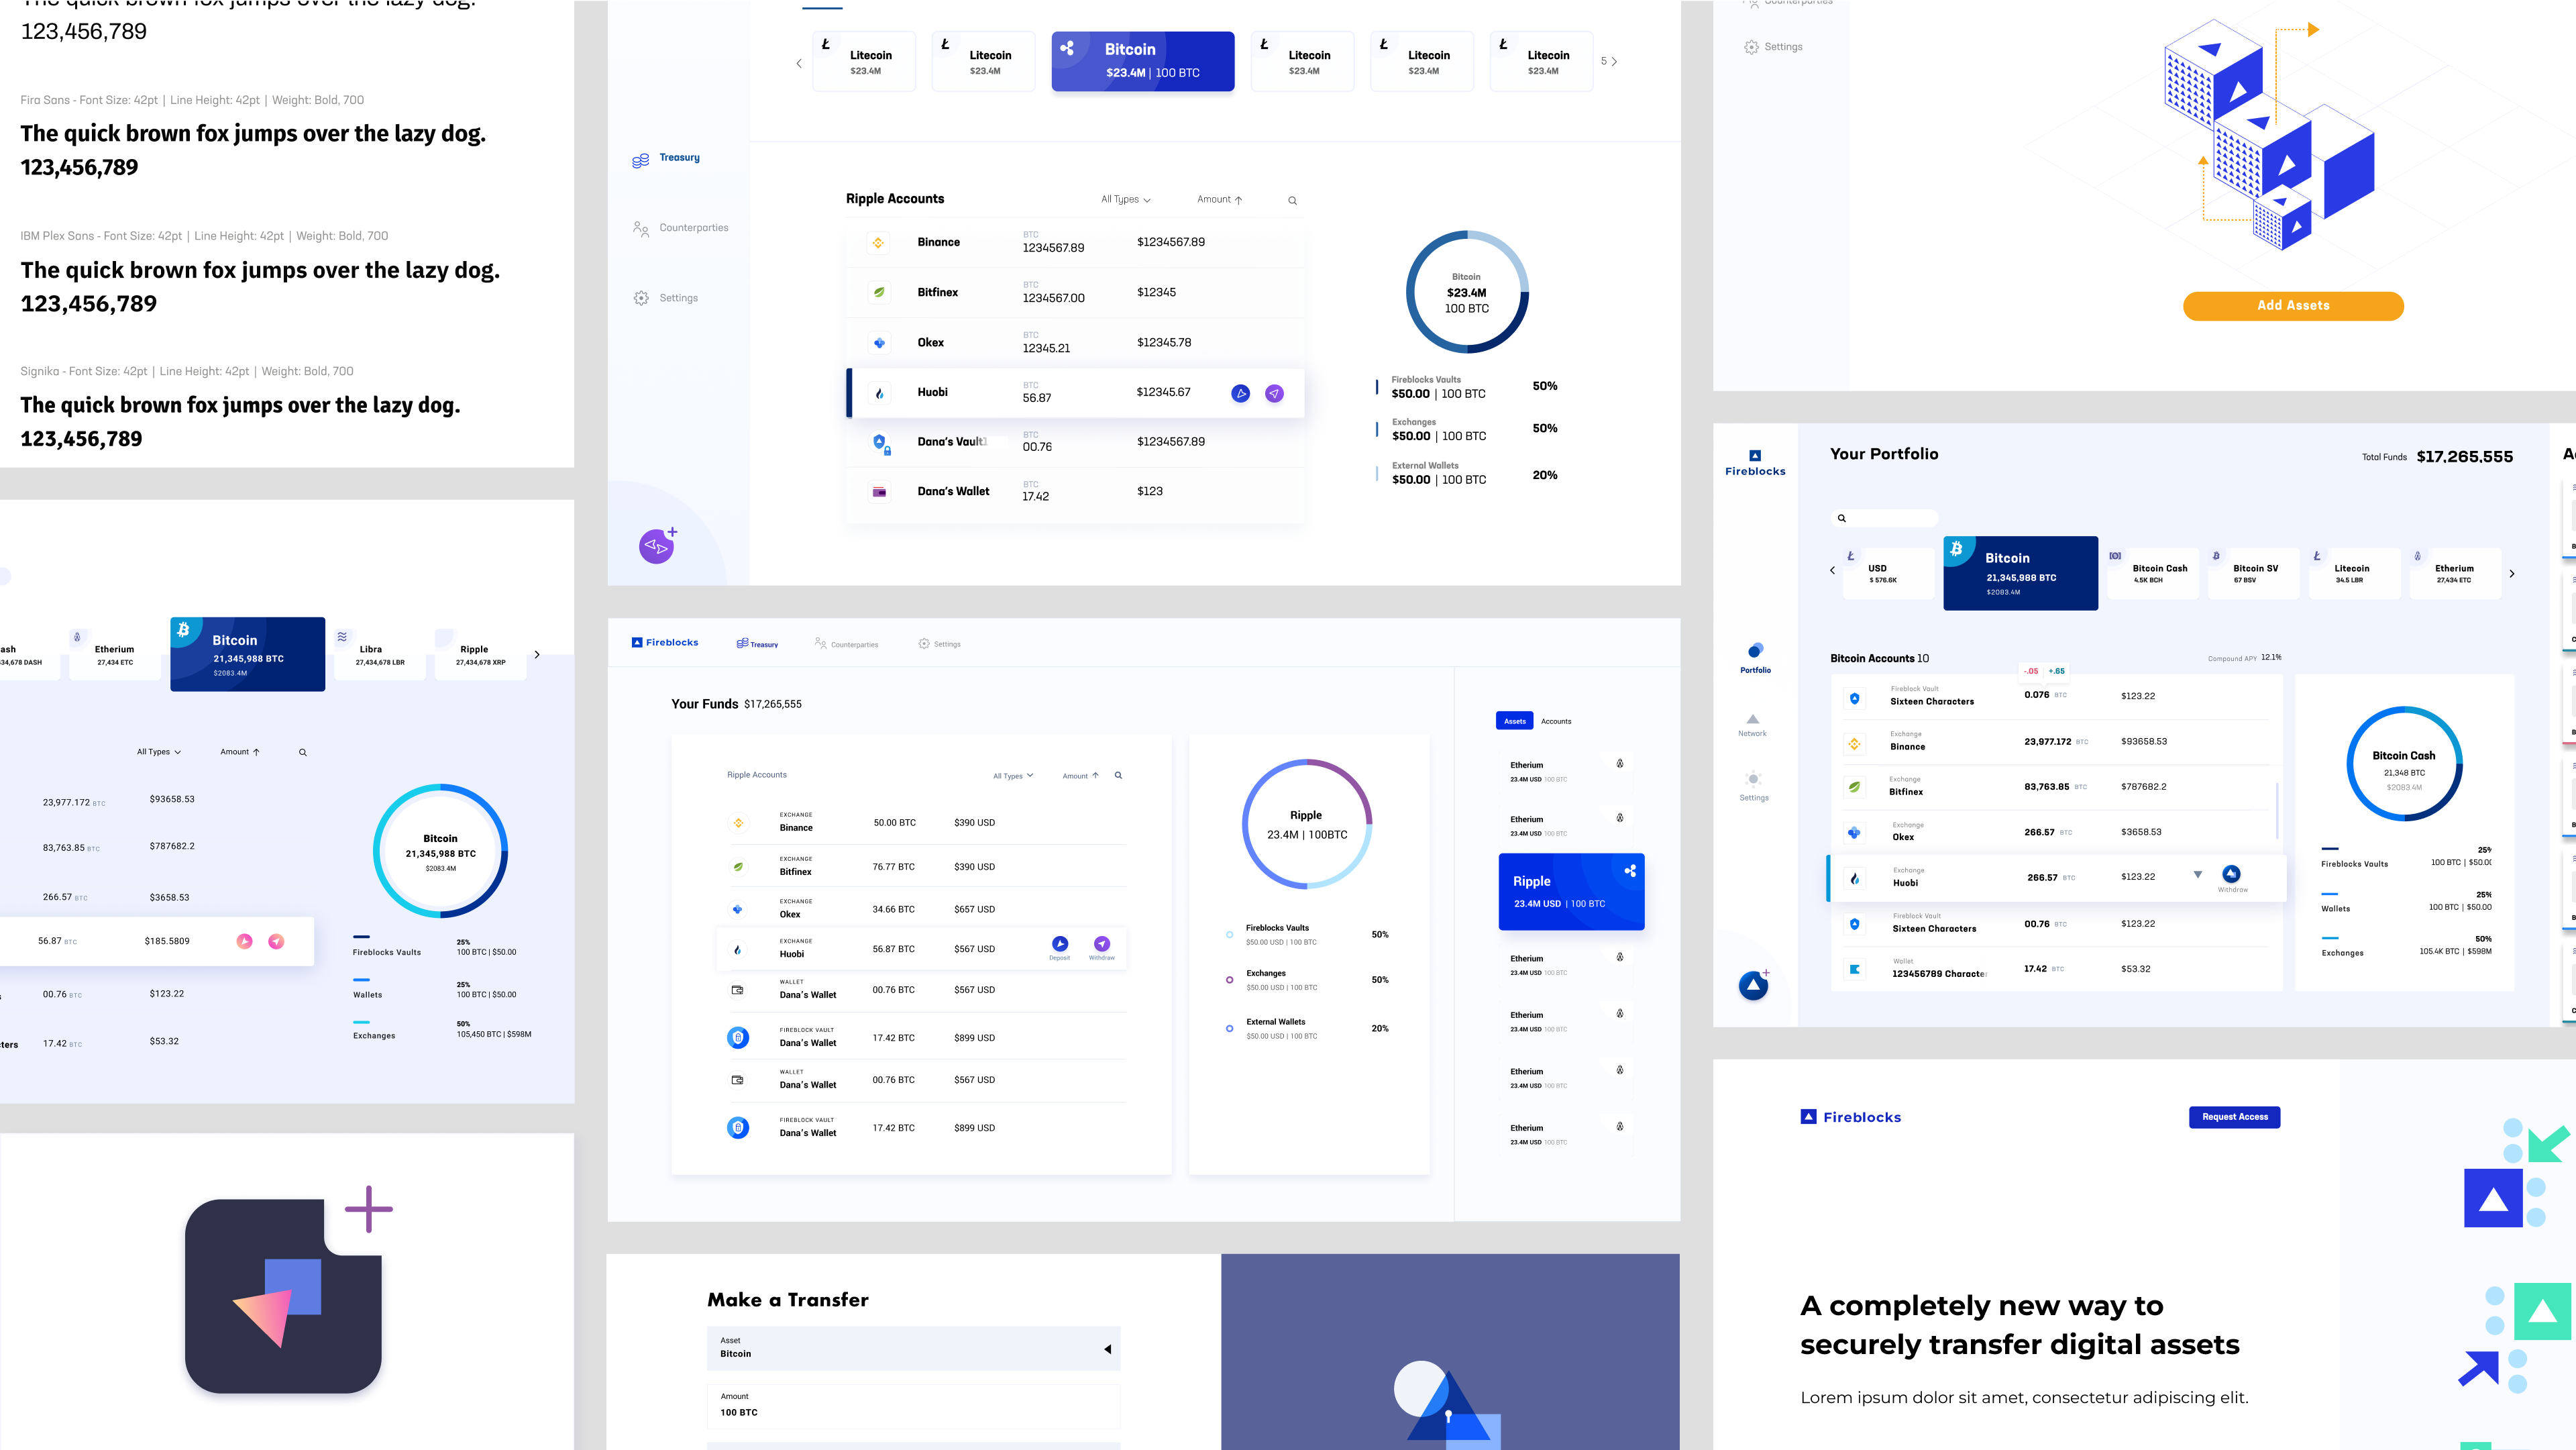 The quick brown fox jumps over the lazy dog.
123,456,789
Fira Sans - Font Size: 42pt | Line Height: 42pt | Weight: Bold, 700
The quick brown fox jumps over the lazy dog.
123,456,789
IBM Plex Sans - Font Size: 42pt | Line Height: 42pt | Weight: Bold, 700
The quick brown fox jumps over the lazy dog.
123,456,789
Signika - Font Size: 42pt | Line Height: 42pt | Weight: Bold, 700
The quick brown fox jumps over the lazy dog.
123,456,789
Litecoin
$23.4M
Litecoin
$23.4M
Bitcoin
$23.4M | 100 BTC
Litecoin
$23.4M
Litecoin
$23.4M
Litecoin
$23.4M
5
Treasury
Counterparties
Settings
Ripple Accounts
All Types
Amount
Binance
BTC
1234567.89
$1234567.89
Bitfinex
BTC
1234567.00
$12345
Okex
BTC
12345.21
$12345.78
Huobi
BTC
56.87
$12345.67
Dana's Vault
BTC
00.76
$1234567.89
Dana's Wallet
BTC
17.42
$123
Bitcoin
$23.4M
100 BTC
Fireblocks Vaults
$50.00 | 100 BTC
50%
Exchanges
$50.00 | 100 BTC
50%
External Wallets
$50.00 | 100 BTC
20%
Counterparties
Settings
Add Assets
ash
34,678 DASH
Etherium
27,434 ETC
Bitcoin
21,345,988 BTC
$2083.4M
Libra
27,434,678 LBR
Ripple
27,434,678 XRP
All Types
Amount
23,977.172 BTC
$93658.53
83,763.85 BTC
$787682.2
266.57 BTC
$3658.53
56.87 BTC
$185.5809
00.76 BTC
$123.22
ters
17.42 BTC
$53.32
Bitcoin
21,345,988 BTC
$2083.4M
Fireblocks Vaults
25%
100 BTC | $50.00
Wallets
25%
100 BTC | $50.00
Exchanges
50%
105,450 BTC | $598M
Fireblocks
Treasury
Counterparties
Settings
Your Funds $17,265,555
Ripple Accounts
All Types
Amount
EXCHANGE
Binance
50.00 BTC
$390 USD
EXCHANGE
Bitfinex
76.77 BTC
$390 USD
EXCHANGE
Okex
34.66 BTC
$657 USD
EXCHANGE
Huobi
56.87 BTC
$567 USD
Deposit
Withdraw
WALLET
Dana's Wallet
00.76 BTC
$567 USD
FIREBLOCK VAULT
Dana's Wallet
17.42 BTC
$899 USD
WALLET
Dana's Wallet
00.76 BTC
$567 USD
FIREBLOCK VAULT
Dana's Wallet
17.42 BTC
$899 USD
Ripple
23.4M | 100BTC
Fireblocks Vaults
$50.00 USD | 100 BTC
50%
Exchanges
$50.00 USD | 100 BTC
50%
External Wallets
$50.00 USD | 100 BTC
20%
Assets
Accounts
Etherium
23.4M USD 100 BTC
Etherium
23.4M USD 100 BTC
Ripple
23.4M USD | 100 BTC
Etherium
23.4M USD 100 BTC
Etherium
23.4M USD 100 BTC
Etherium
23.4M USD 100 BTC
Etherium
23.4M USD 100 BTC
Fireblocks
Your Portfolio
Total Funds $17,265,555
USD
$ 576.6K
Bitcoin
21,345,988 BTC
$2083.4M
Bitcoin Cash
4.5K BCH
Bitcoin SV
67 BSV
Litecoin
34.5 LBR
Etherium
27,434 ETC
Portfolio
Network
Settings
Bitcoin Accounts 10
Compound APY 12.1%
-.05
+.65
Fireblock Vault
Sixteen Characters
0.076 BTC
$123.22
Exchange
Binance
23,977.172 BTC
$93658.53
Exchange
Bitfinex
83,763.85 BTC
$787682.2
Exchange
Okex
266.57 BTC
$3658.53
Exchange
Huobi
266.57 BTC
$123.22
Withdraw
Fireblock Vault
Sixteen Characters
00.76 BTC
$123.22
Wallet
123456789 Characte
17.42 BTC
$53.32
Bitcoin Cash
21,348 BTC
$2083.4M
Fireblocks Vaults
25%
100 BTC | $50.0
Wallets
25%
100 BTC | $50.00
Exchanges
50%
105.4K BTC | $598M
Make a Transfer
Asset
Bitcoin
Amount
100 BTC
Fireblocks
Request Access
A completely new way to
securely transfer digital assets
Lorem ipsum dolor sit amet, consectetur adipiscing elit.